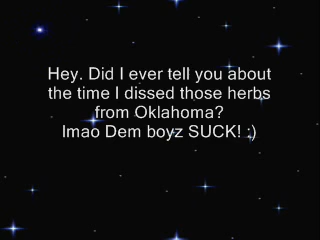 Hey. Did I ever tell you about
the time I dissed those herbs
from Oklahoma?
lmao Dem boyz SUCK! :)